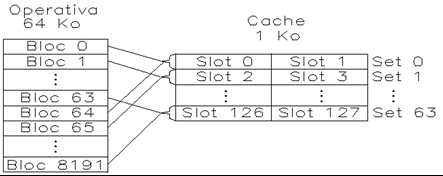 Operativa
64 Ko
Cache
1 Ko
Bloc 0
Bloc 1
⋮
Bloc 63
Bloc 64
Bloc 65
⋮
Bloc 8191
Slot 0 Slot 1 Set 0
Slot 2 Slot 3 Set 1
⋮ ⋮ ⋮
Slot 126 Slot 127 Set 63